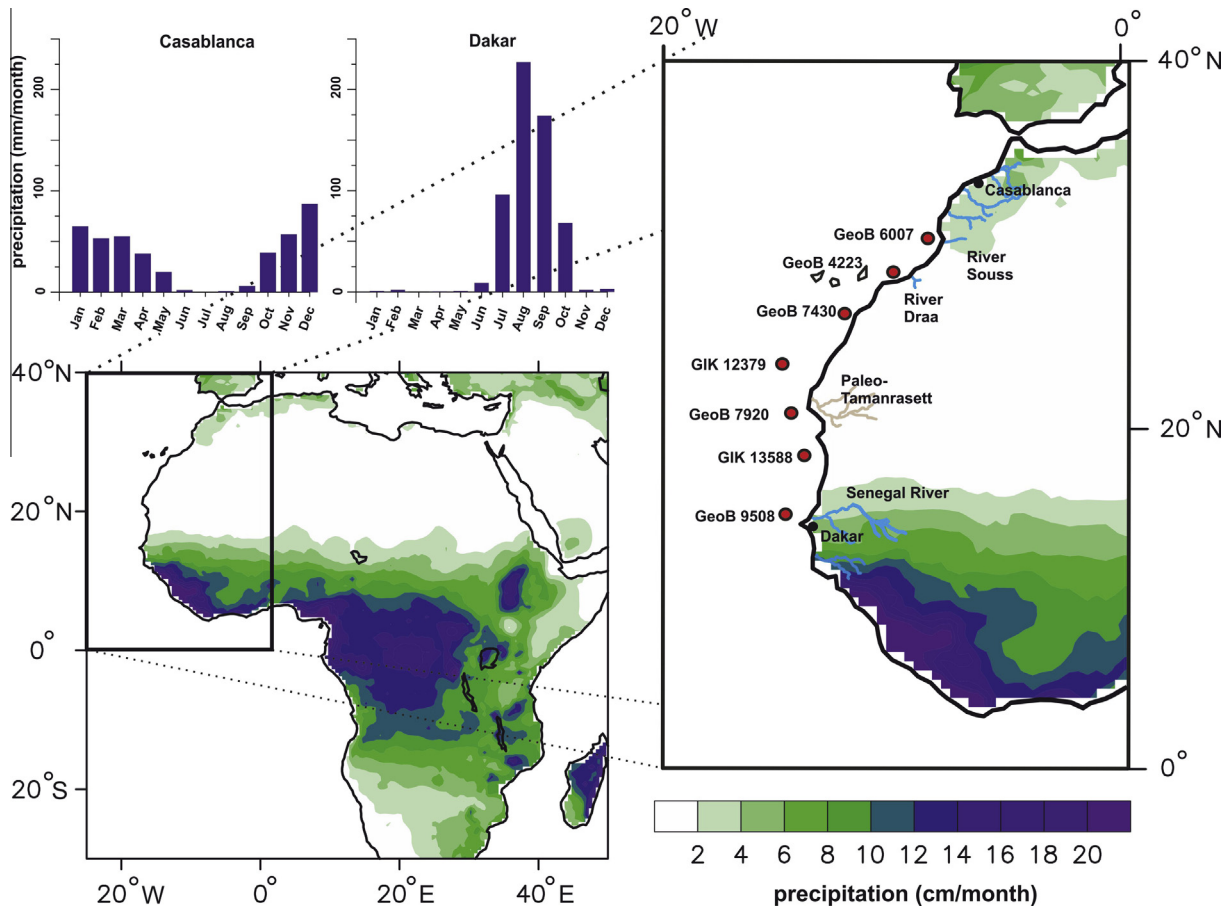 Casablanca
Dakar
precipitation (mm/month)
200
100
0
Jan
Feb
Mar
Apr
May
Jun
Jul
Aug
Sep
Oct
Nov
Dec
200
100
0
Jan
Feb
Mar
Apr
May
Jun
Jul
Aug
Sep
Oct
Nov
Dec
40°N
20°N
0°
20°S
20°W
0°
20°E
40°E
20°W
0°
40°N
20°N
0°
Casablanca
GeoB 6007
River
Souss
GeoB 4223
River
Draa
GeoB 7430
GIK 12379
Paleo-
Tamanrasett
GeoB 7920
GIK 13588
Senegal River
GeoB 9508
Dakar
2 4 6 8 10 12 14 16 18 20
precipitation (cm/month)